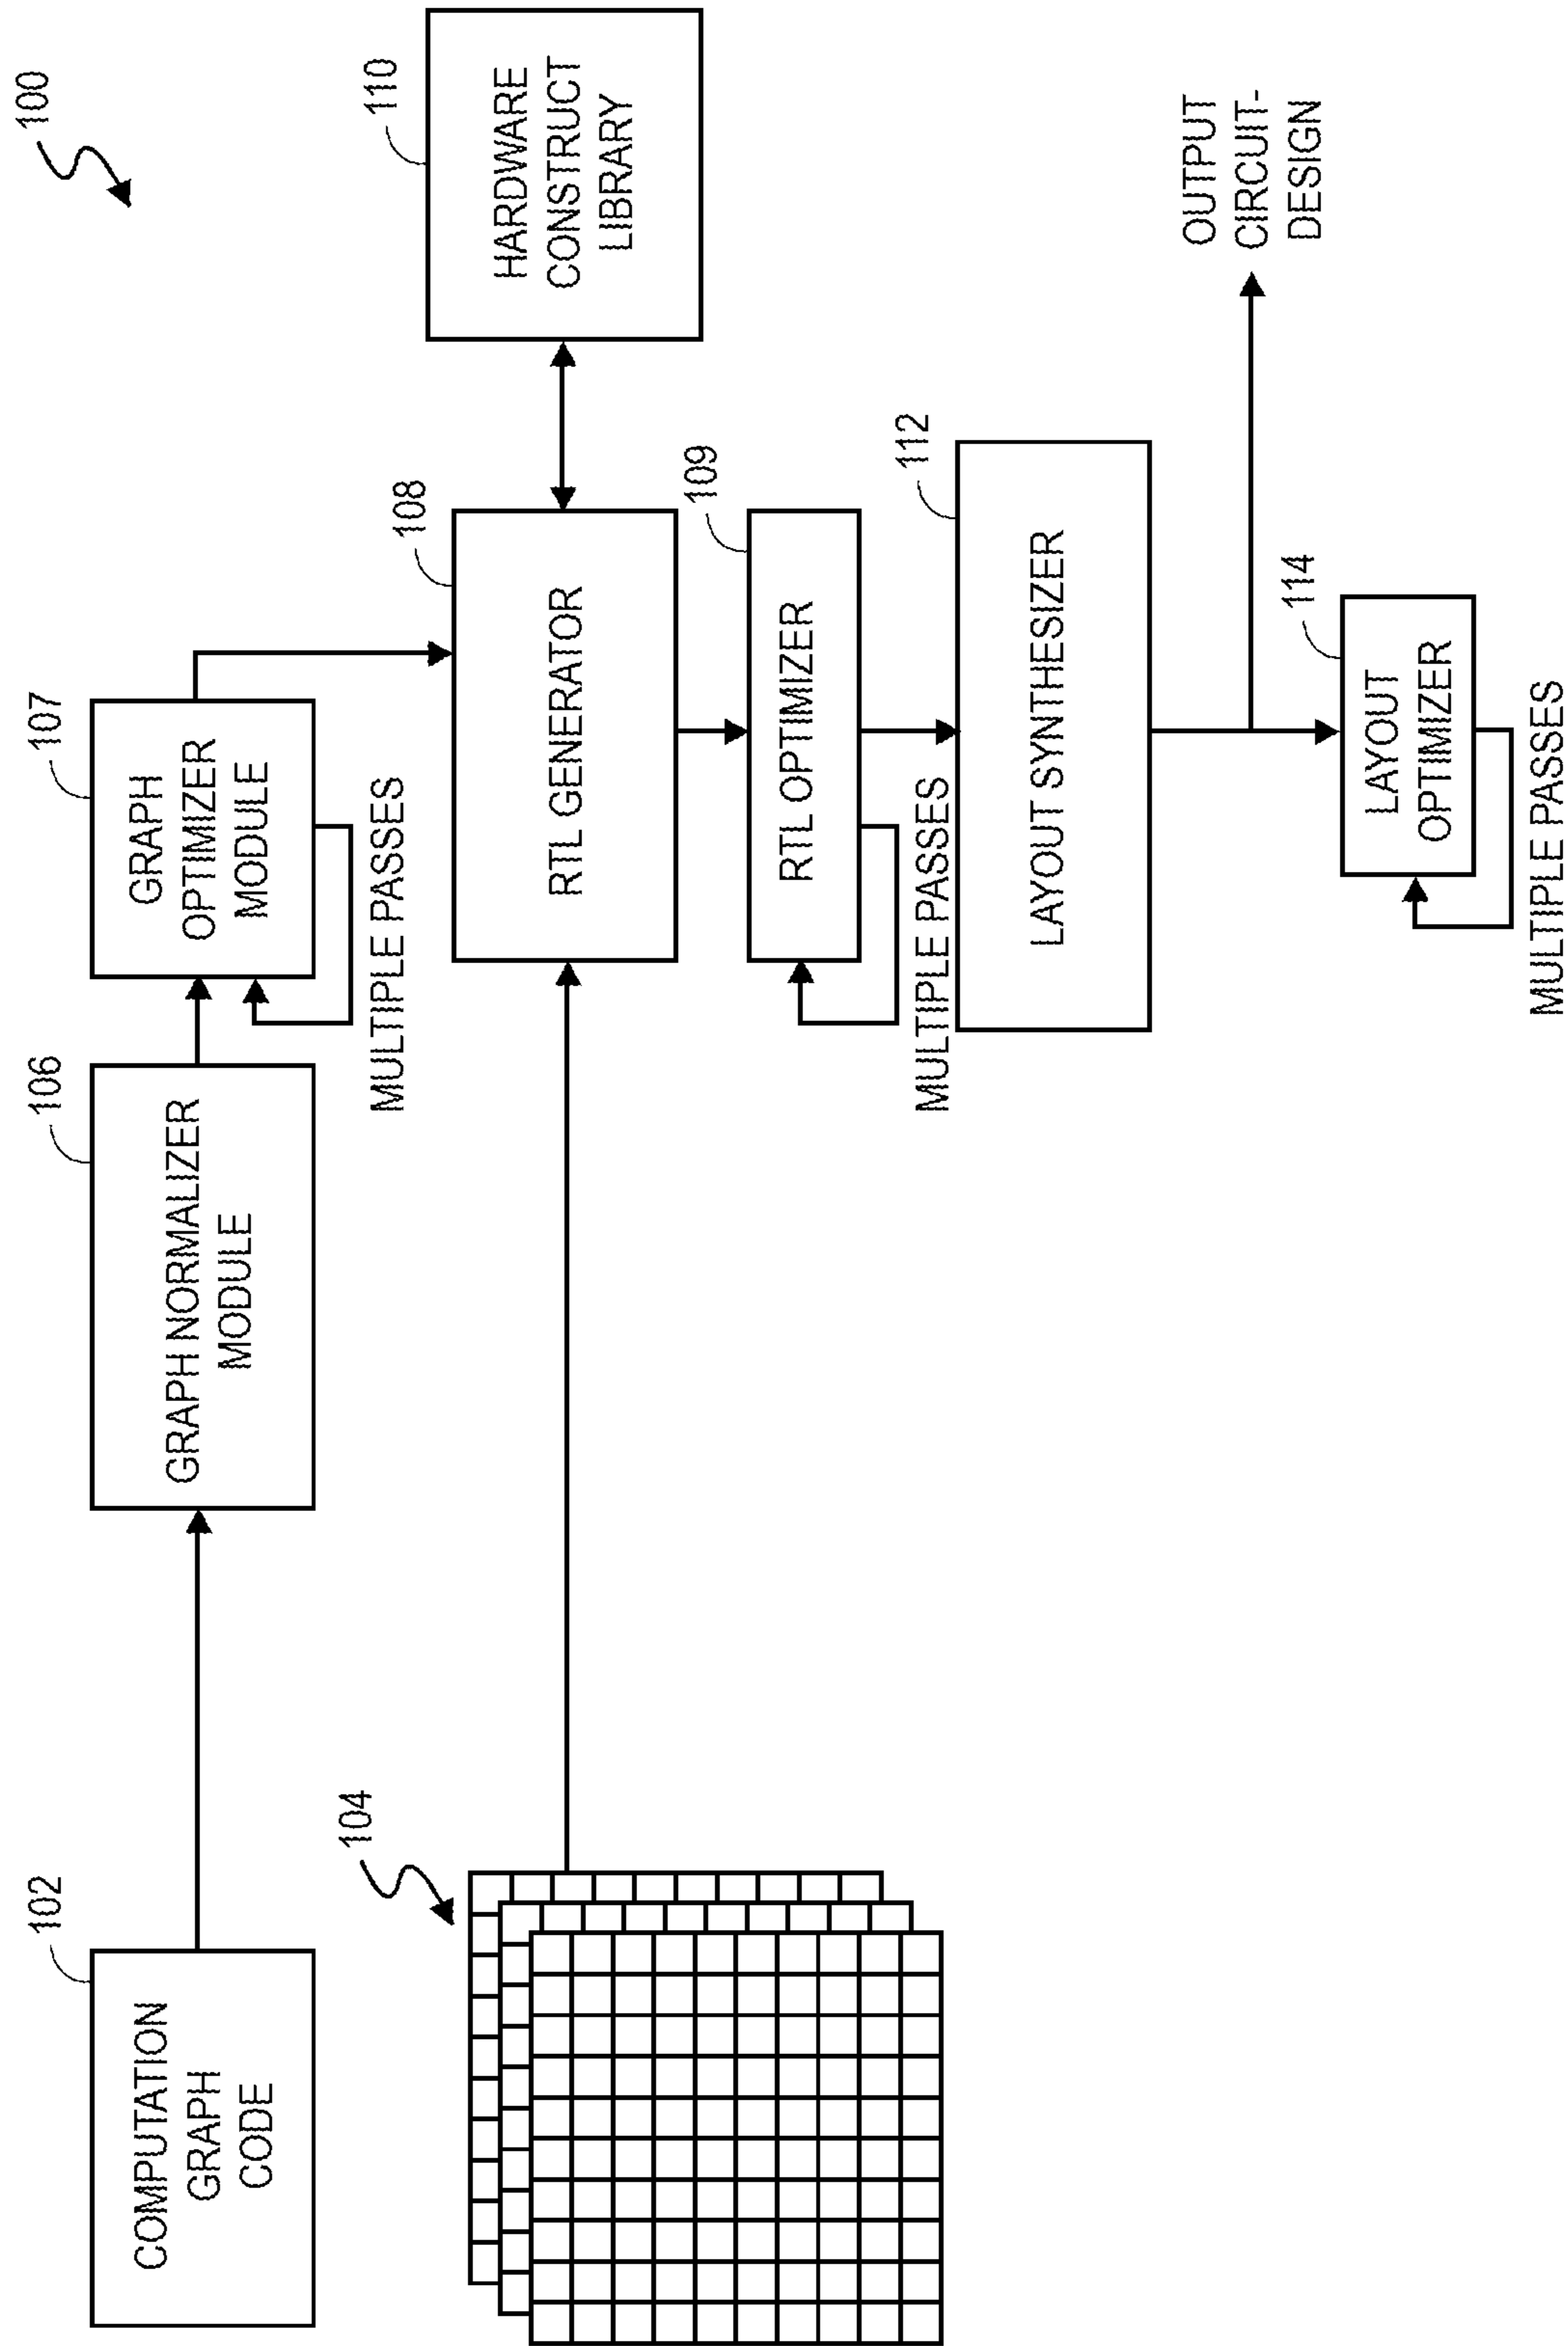 100
102
COMPUTATION
GRAPH
CODE
106
GRAPH NORMALIZER
MODULE
107
GRAPH
OPTIMIZER
MODULE
MULTIPLE PASSES
104
108
RTL GENERATOR
110
HARDWARE
CONSTRUCT
LIBRARY
109
RTL OPTIMIZER
MULTIPLE PASSES
112
LAYOUT SYNTHESIZER
OUTPUT
CIRCUIT-
DESIGN
114
LAYOUT
OPTIMIZER
MULTIPLE PASSES